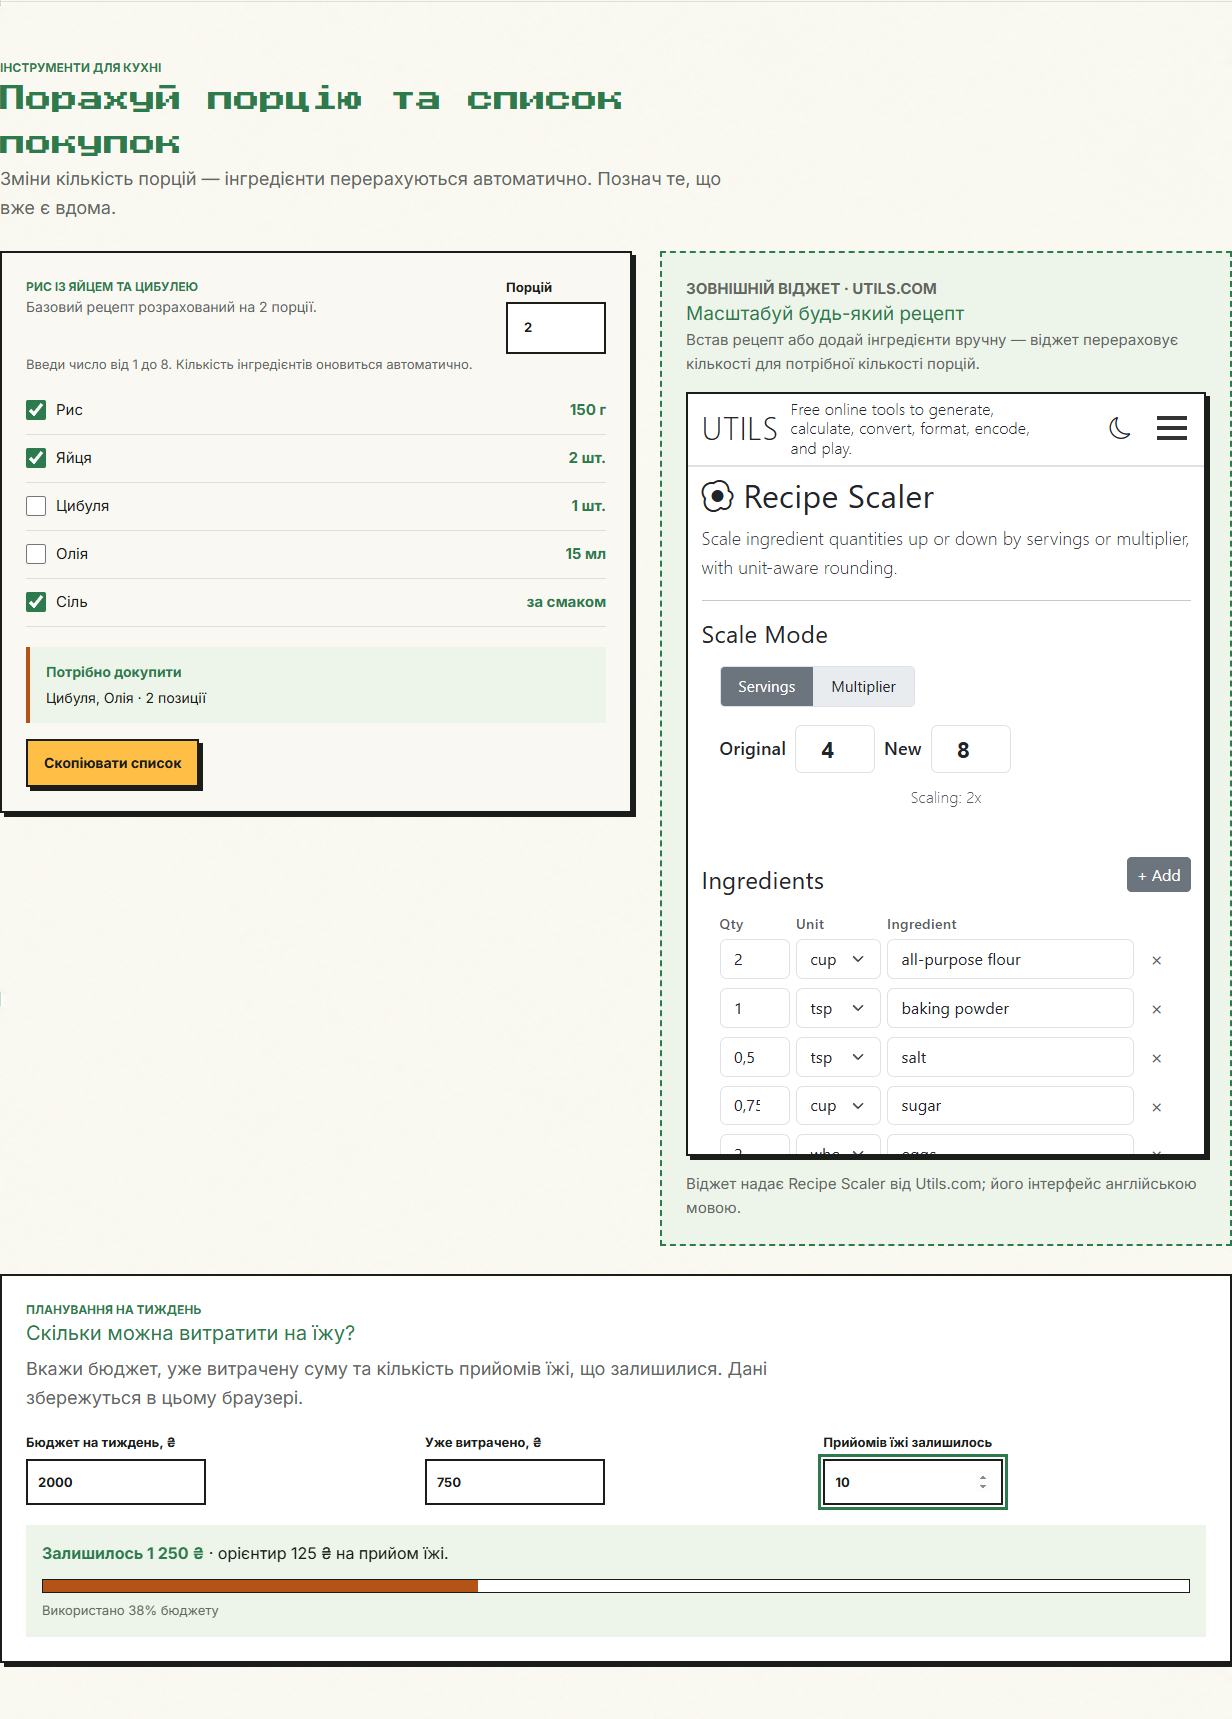 ІНСТРУМЕНТИ ДЛЯ КУХНІ
Порахуй порцію та список
покупок
Зміни кількість порцій — інгредієнти перерахуються автоматично. Познач те, що
вже є вдома.
РИС ІЗ ЯЙЦЕМ ТА ЦИБУЛЕЮ
Базовий рецепт розрахований на 2 порції.
Порцій
2
Введи число від 1 до 8. Кількість інгредієнтів оновиться автоматично.
Рис 150 г
Яйця 2 шт.
Цибуля 1 шт.
Олія 15 мл
Сіль за смаком
Потрібно докупити
Цибуля, Олія · 2 позиції
Скопіювати список
ЗОВНІШНІЙ ВІДЖЕТ · UTILS.COM
Масштабуй будь-який рецепт
Встав рецепт або додай інгредієнти вручну — віджет перераховує
кількості для потрібної кількості порцій.
UTILS
Free online tools to generate,
calculate, convert, format, encode,
and play.
Recipe Scaler
Scale ingredient quantities up or down by servings or multiplier,
with unit-aware rounding.
Scale Mode
Servings Multiplier
Original 4 New 8
Scaling: 2x
Ingredients
+ Add
Qty Unit Ingredient
2 cup all-purpose flour ×
1 tsp baking powder ×
0,5 tsp salt ×
0,75 cup sugar ×
2 who eggs ×
Віджет надає Recipe Scaler від Utils.com; його інтерфейс англійською
мовою.
ПЛАНУВАННЯ НА ТИЖДЕНЬ
Скільки можна витратити на їжу?
Вкажи бюджет, уже витрачену суму та кількість прийомів їжі, що залишилися. Дані
збережуться в цьому браузері.
Бюджет на тиждень, ₴ Уже витрачено, ₴ Прийомів їжі залишилось
2000 750 10
Залишилось 1 250 ₴ · орієнтир 125 ₴ на прийом їжі.
Використано 38% бюджету